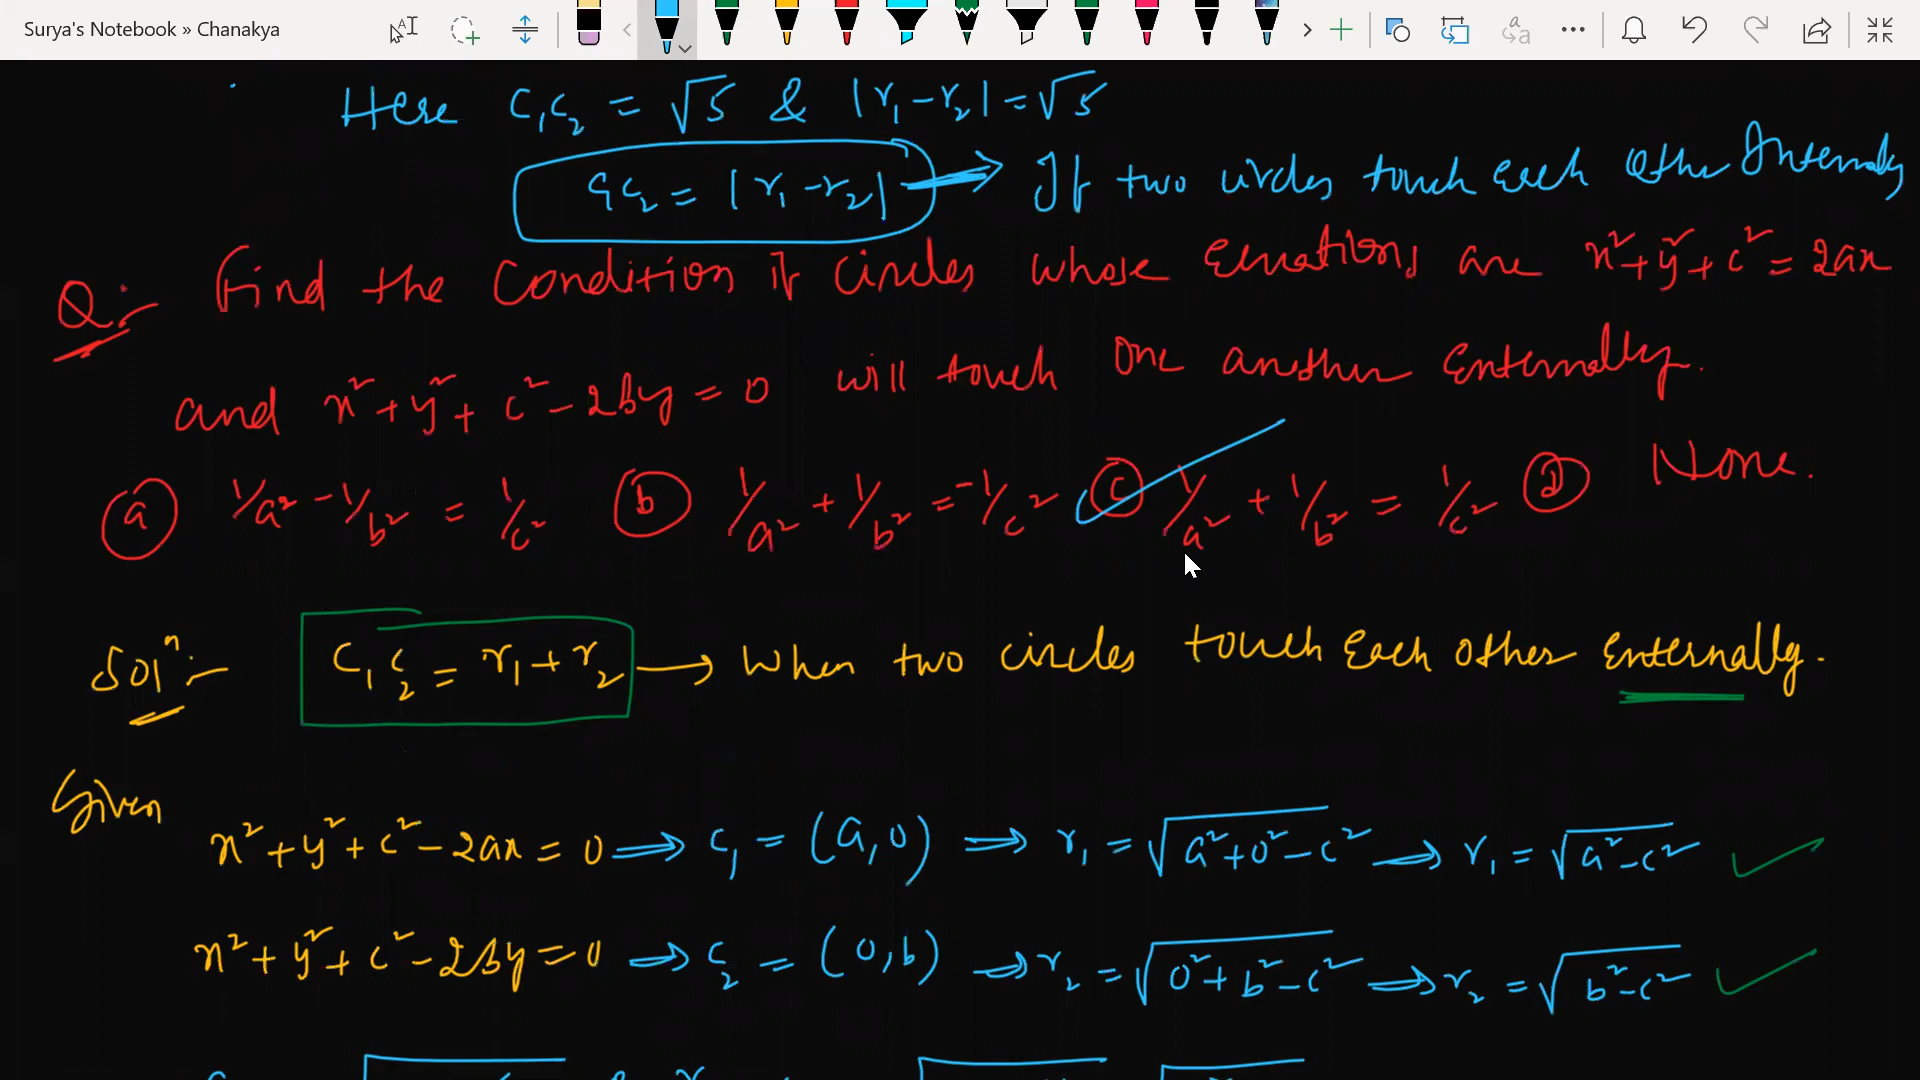 Surya's Notebook » Chanakya
Here C₁C₂ = √5 & |r₁-r₂| = √5
C₁C₂ = |r₁-r₂| → If two circles touch each other Internally
Q:- Find the Condition if Circles whose Equations are x²+y²+c² = 2ax
and x²+y²+c²-2by = 0 will touch One another Externally.
(a) 1/a² - 1/b² = 1/c² (b) 1/a² + 1/b² = -1/c² (c) 1/a² + 1/b² = 1/c² (d) None.
Solⁿ:- C₁C₂ = r₁+r₂ → When two circles touch Each other Externally.
Given
x²+y²+c²-2ax = 0 ⇒ C₁ = (a,0) ⇒ r₁ = √(a²+0²-c²) ⇒ r₁ = √(a²-c²)
x²+y²+c²-2by = 0 ⇒ C₂ = (0,b) ⇒ r₂ = √(0²+b²-c²) ⇒ r₂ = √(b²-c²)